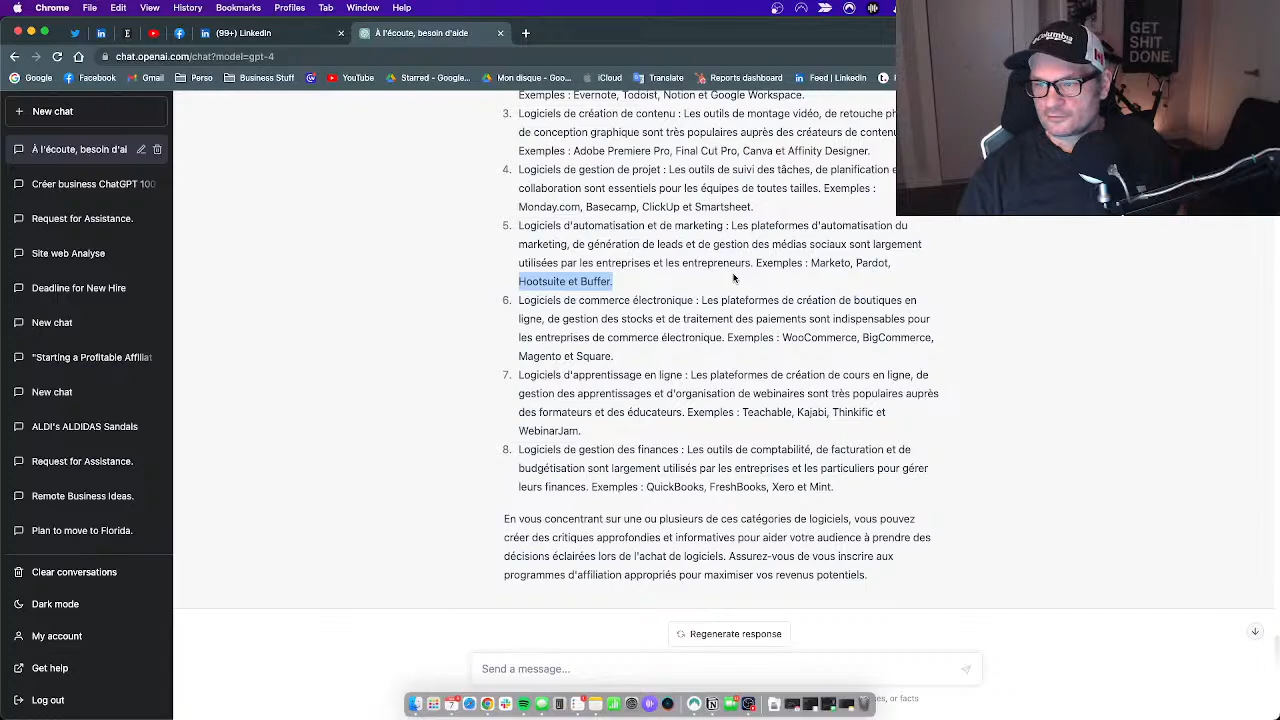 Chrome File Edit View History Bookmarks Profiles Tab Window Help
(99+) LinkedIn
À l'écoute, besoin d'aide
chat.openai.com/chat?model=gpt-4
Google Facebook Gmail Perso Business Stuff YouTube Starred - Google... Mon disque - Goo... iCloud Translate Reports dashboard Feed | LinkedIn
GET
SHIT
DONE.
Columbia
New chat
À l'écoute, besoin d'ai
Créer business ChatGPT 100
Request for Assistance.
Site web Analyse
Deadline for New Hire
New chat
"Starting a Profitable Affiliat
New chat
ALDI's ALDIDAS Sandals
Request for Assistance.
Remote Business Ideas.
Plan to move to Florida.
Clear conversations
Dark mode
My account
Get help
Log out
Exemples : Evernote, Todoist, Notion et Google Workspace.
3. Logiciels de création de contenu : Les outils de montage vidéo, de retouche ph
de conception graphique sont très populaires auprès des créateurs de contenu
Exemples : Adobe Premiere Pro, Final Cut Pro, Canva et Affinity Designer.
4. Logiciels de gestion de projet : Les outils de suivi des tâches, de planification e
collaboration sont essentiels pour les équipes de toutes tailles. Exemples :
Monday.com, Basecamp, ClickUp et Smartsheet.
5. Logiciels d'automatisation et de marketing : Les plateformes d'automatisation du
marketing, de génération de leads et de gestion des médias sociaux sont largement
utilisées par les entreprises et les entrepreneurs. Exemples : Marketo, Pardot,
Hootsuite et Buffer.
6. Logiciels de commerce électronique : Les plateformes de création de boutiques en
ligne, de gestion des stocks et de traitement des paiements sont indispensables pour
les entreprises de commerce électronique. Exemples : WooCommerce, BigCommerce,
Magento et Square.
7. Logiciels d'apprentissage en ligne : Les plateformes de création de cours en ligne, de
gestion des apprentissages et d'organisation de webinaires sont très populaires auprès
des formateurs et des éducateurs. Exemples : Teachable, Kajabi, Thinkific et
WebinarJam.
8. Logiciels de gestion des finances : Les outils de comptabilité, de facturation et de
budgétisation sont largement utilisés par les entreprises et les particuliers pour gérer
leurs finances. Exemples : QuickBooks, FreshBooks, Xero et Mint.
En vous concentrant sur une ou plusieurs de ces catégories de logiciels, vous pouvez
créer des critiques approfondies et informatives pour aider votre audience à prendre des
décisions éclairées lors de l'achat de logiciels. Assurez-vous de vous inscrire aux
programmes d'affiliation appropriés pour maximiser vos revenus potentiels.
Regenerate response
Send a message...
or facts